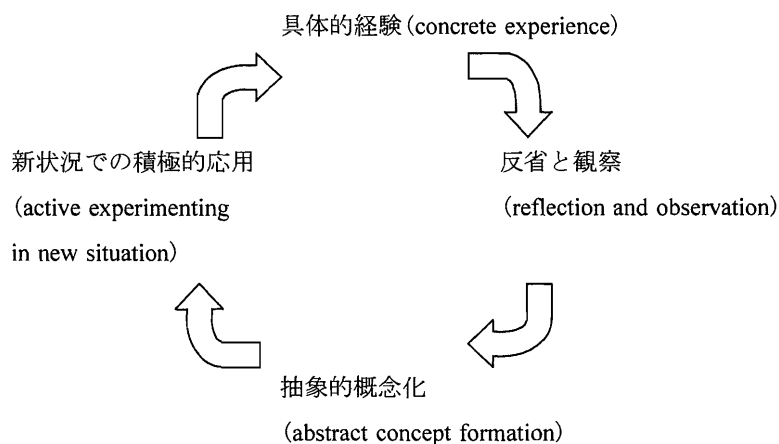 具体的経験(concrete experience)
新状況での積極的応用
(active experimenting
in new situation)
反省と観察
(reflection and observation)
抽象的概念化
(abstract concept formation)